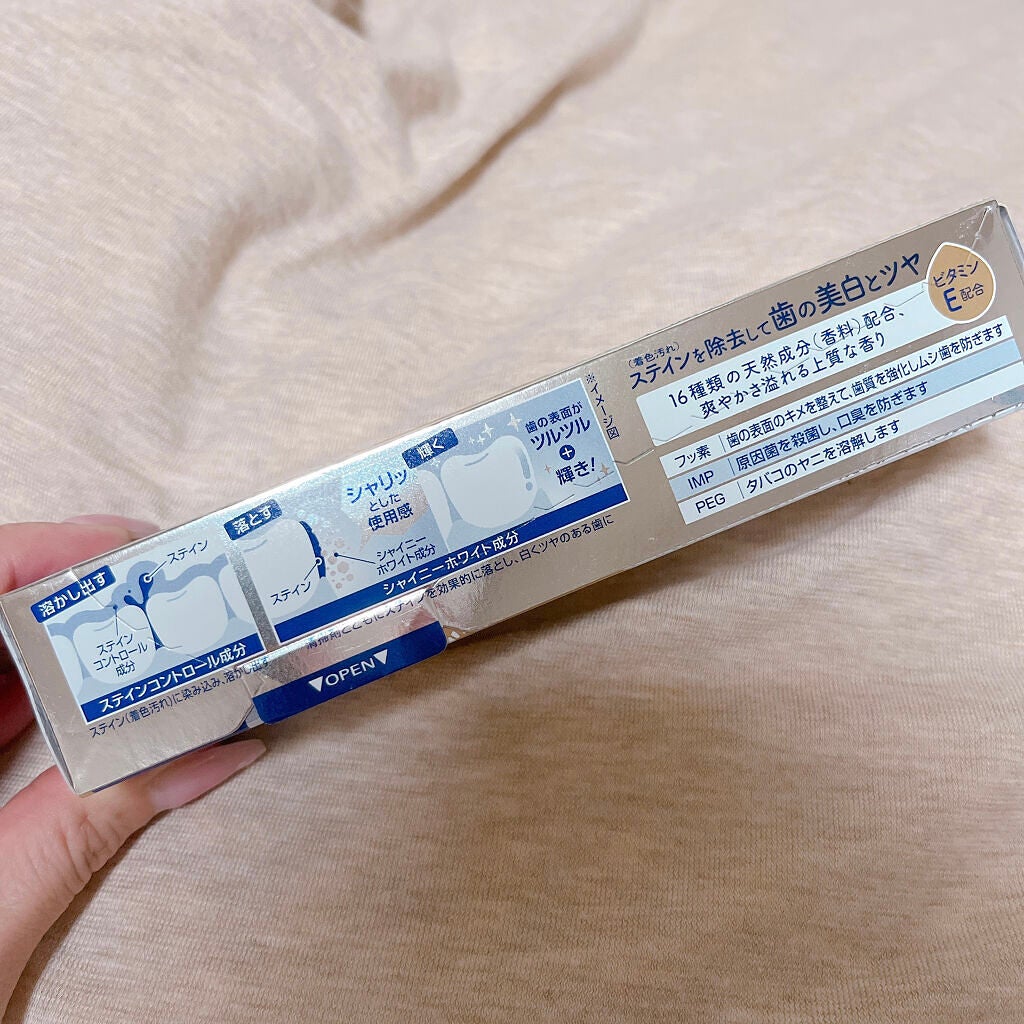 (着色汚れ)
ステインを除去して歯の美白とツヤ
ビタミン
E配合
16種類の天然成分(香料)配合、
爽やかさ溢れる上質な香り
フッ素 歯の表面のキメを整えて、歯質を強化しムシ歯を防ぎます
IMP 原因菌を殺菌し、口臭を防ぎます
PEG タバコのヤニを溶解します
溶かし出す
ステイン
ステイン
コントロール
成分
ステインコントロール成分
ステイン(着色汚れ)に染み込み、溶かし出す
落とす
ステイン
シャリッ
とした
使用感
シャイニー
ホワイト成分
輝く
歯の表面が
ツルツル
+
輝き!
※イメージ図
シャイニーホワイト成分
清掃剤とともにステインを効果的に落とし、白くツヤのある歯に
▼OPEN▼